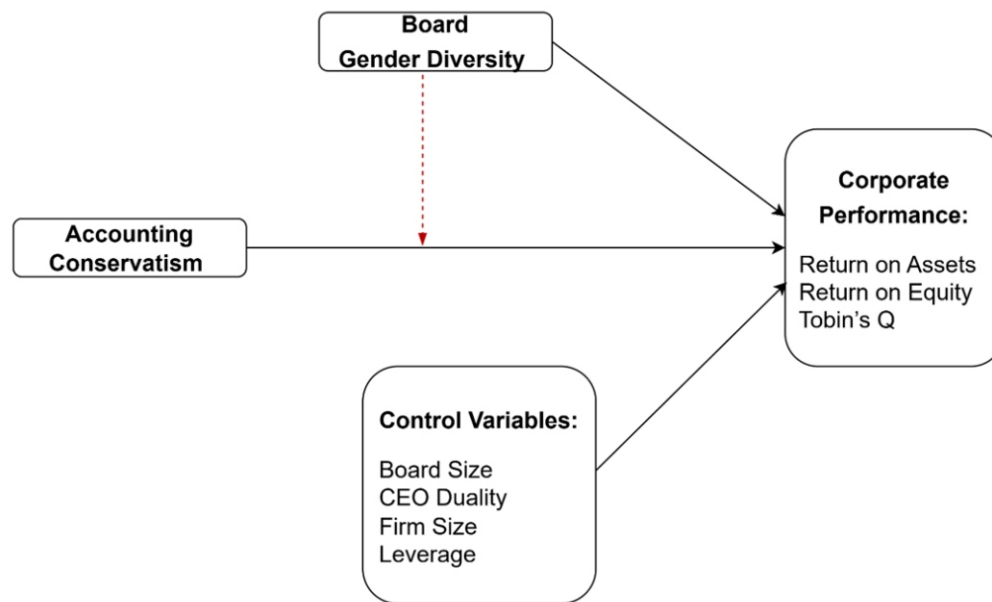 Board
Gender Diversity
Accounting
Conservatism
Corporate
Performance:
Return on Assets
Return on Equity
Tobin's Q
Control Variables:
Board Size
CEO Duality
Firm Size
Leverage